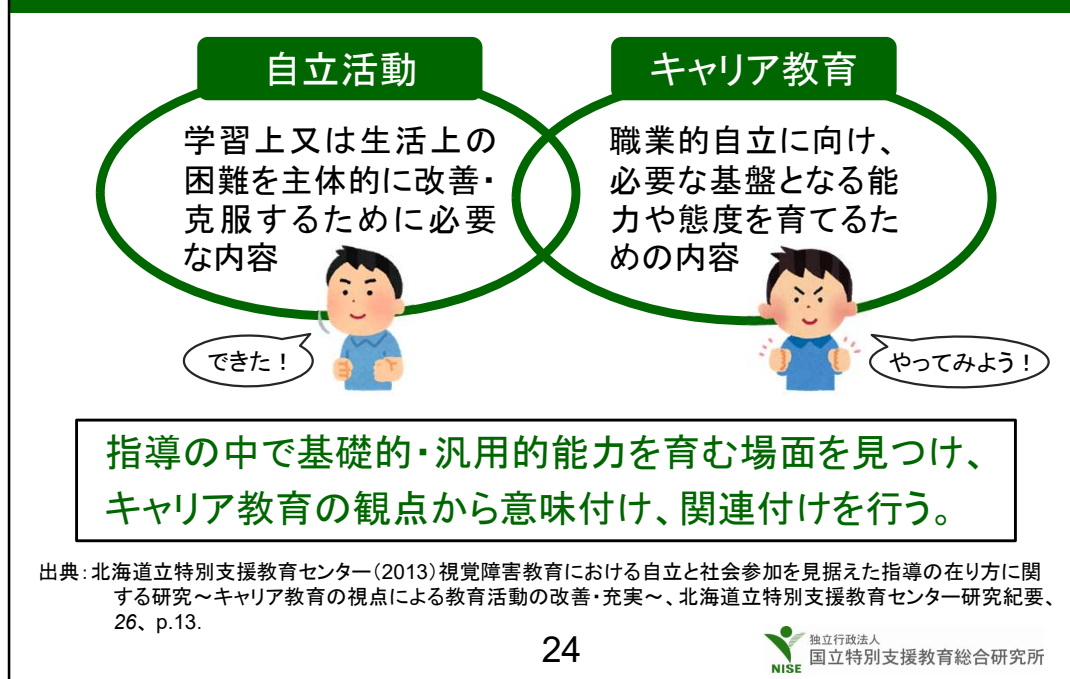 自立活動
キャリア教育
学習上又は生活上の
困難を主体的に改善・
克服するために必要
な内容
職業的自立に向け、
必要な基盤となる能
力や態度を育てるた
めの内容
できた！
やってみよう！
指導の中で基礎的・汎用的能力を育む場面を見つけ、
キャリア教育の観点から意味付け、関連付けを行う。
出典：北海道立特別支援教育センター（2013）視覚障害教育における自立と社会参加を見据えた指導の在り方に関
する研究～キャリア教育の視点による教育活動の改善・充実～、北海道立特別支援教育センター研究紀要、
26、p.13.
24
NISE
独立行政法人
国立特別支援教育総合研究所